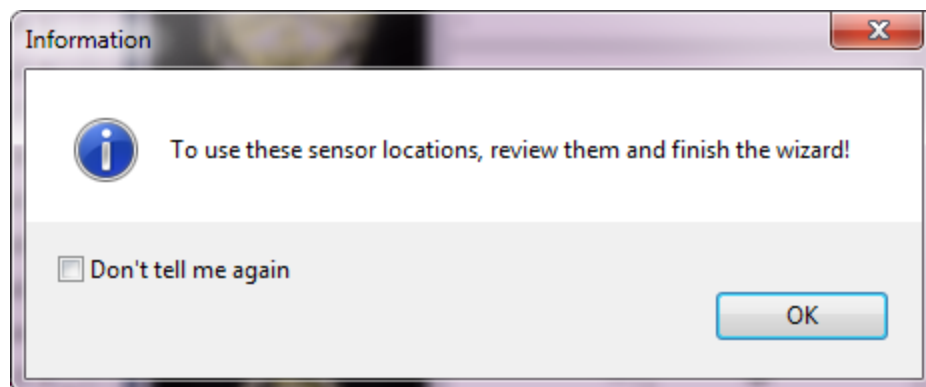 Information
To use these sensor locations, review them and finish the wizard!
Don't tell me again
OK